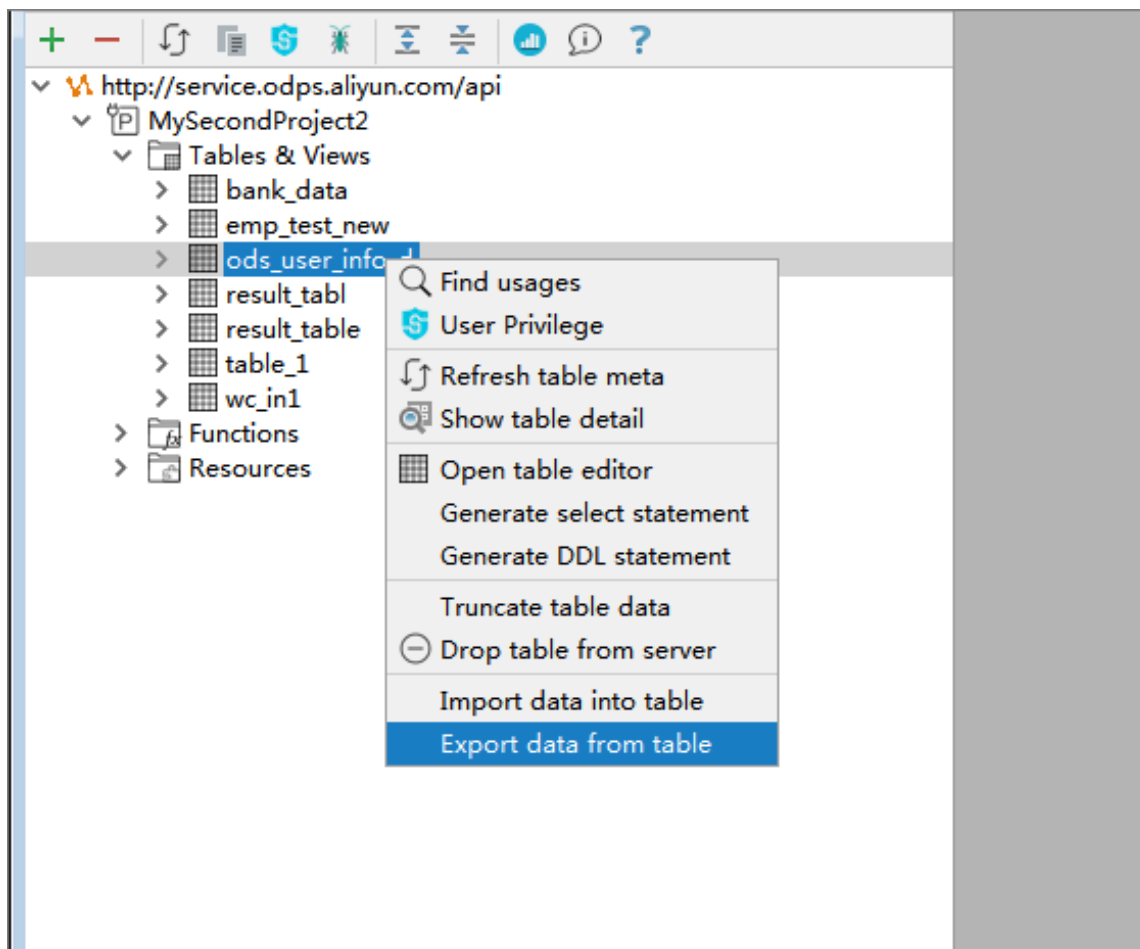 http://service.odps.aliyun.com/api
MySecondProject2
Tables & Views
bank_data
emp_test_new
ods_user_info_d
result_tabl
result_table
table_1
wc_in1
Functions
Resources
Find usages
User Privilege
Refresh table meta
Show table detail
Open table editor
Generate select statement
Generate DDL statement
Truncate table data
Drop table from server
Import data into table
Export data from table